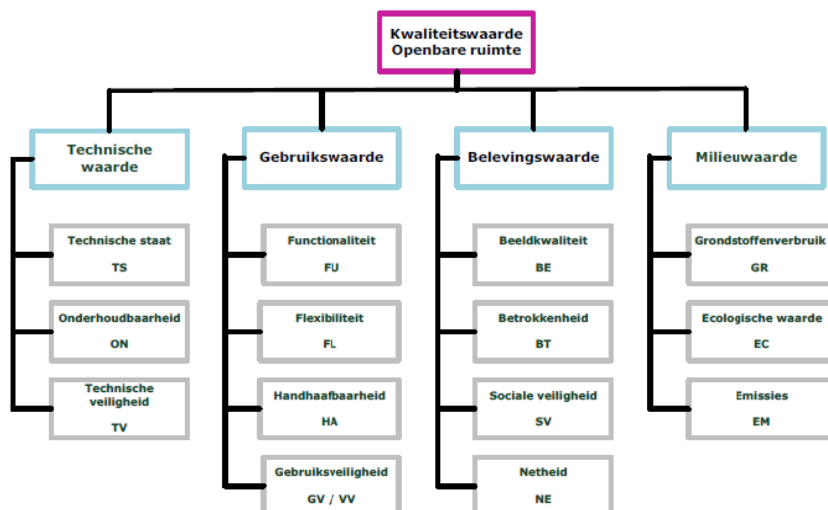 Kwaliteitswaarde
Openbare ruimte
Technische
waarde
Gebruikswaarde
Belevingswaarde
Milieuwaarde
Technische staat
TS
Functionaliteit
FU
Beeldkwaliteit
BE
Grondstoffenverbruik
GR
Onderhoudbaarheid
ON
Flexibiliteit
FL
Betrokkenheid
BT
Ecologische waarde
EC
Technische
veiligheid
TV
Handhaafbaarheid
HA
Sociale veiligheid
SV
Emissies
EM
Gebruiksveiligheid
GV / VV
Netheid
NE